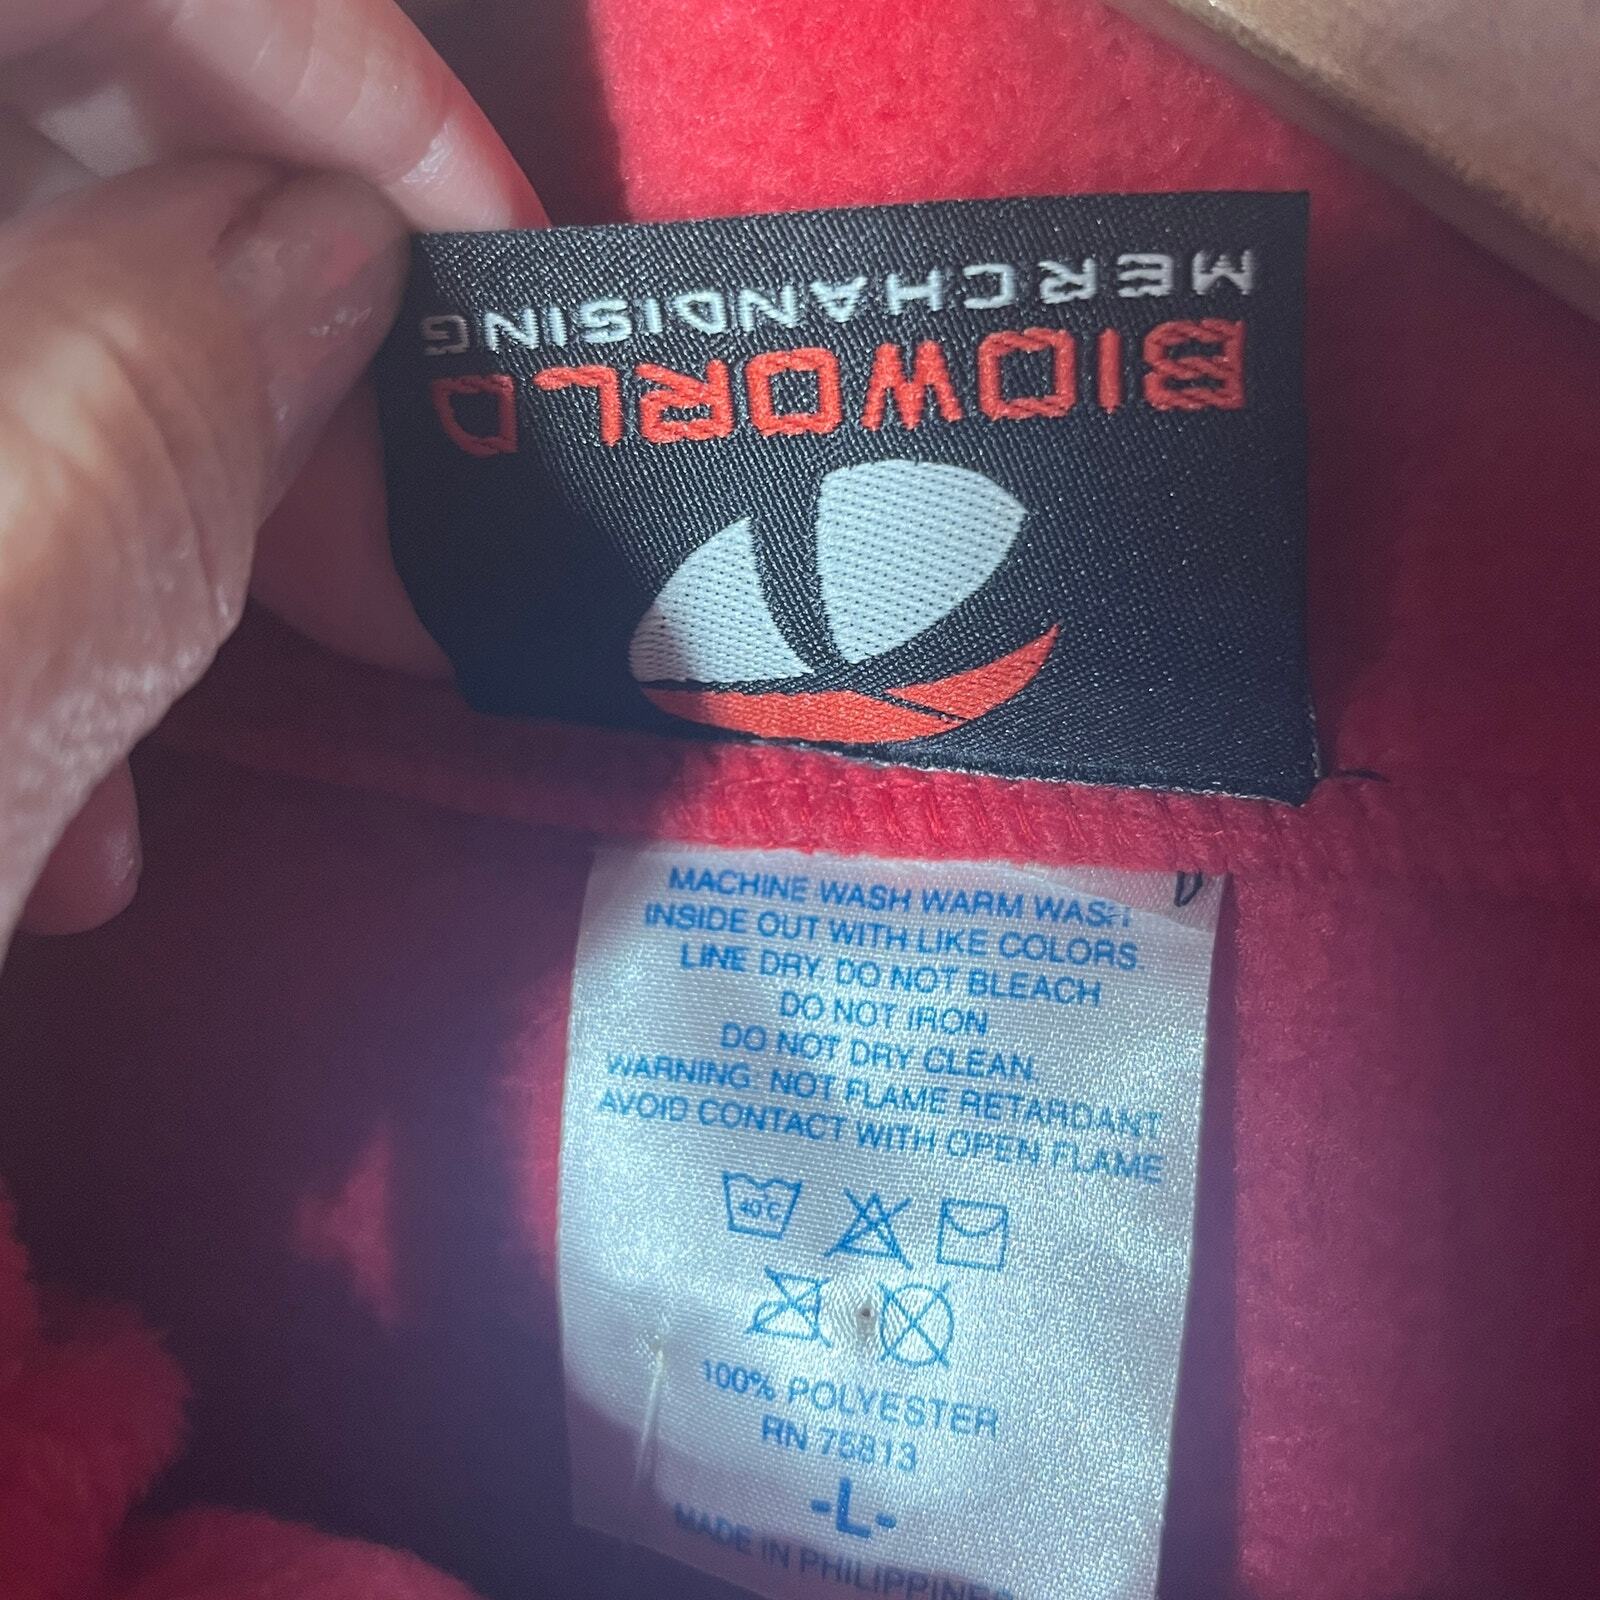 BIOWORLD
MERCHANDISING
MACHINE WASH WARM WASH
INSIDE OUT WITH LIKE COLORS.
LINE DRY. DO NOT BLEACH
DO NOT IRON
DO NOT DRY CLEAN.
WARNING: NOT FLAME RETARDANT.
AVOID CONTACT WITH OPEN FLAME
40°C
100% POLYESTER
RN 75813
-L-
MADE IN PHILIPPINES